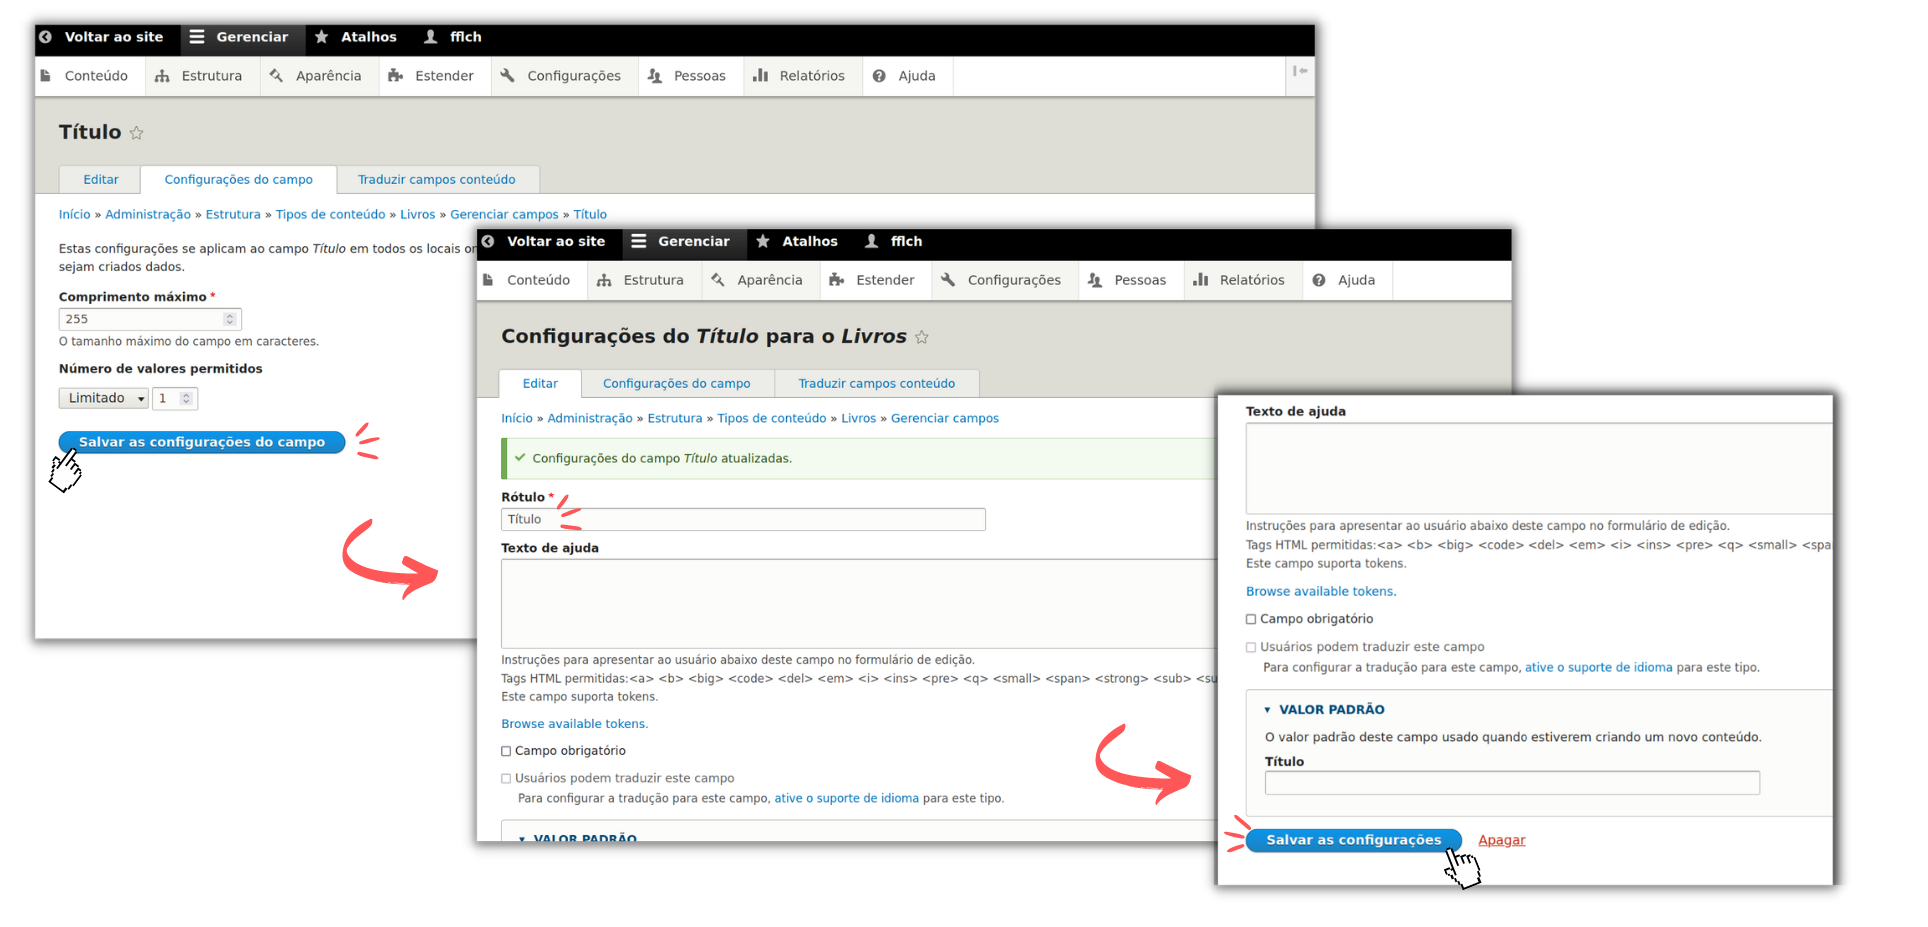 Voltar ao site Gerenciar Atalhos fflch
Conteúdo Estrutura Aparência Estender Configurações Pessoas Relatórios Ajuda
Título
Editar Configurações do campo Traduzir campos conteúdo
Início » Administração » Estrutura » Tipos de conteúdo » Livros » Gerenciar campos » Título
Estas configurações se aplicam ao campo Título em todos os locais
sejam criados dados.
Comprimento máximo *
255
O tamanho máximo do campo em caracteres.
Número de valores permitidos
Limitado 1
Salvar as configurações do campo
Voltar ao site Gerenciar Atalhos fflch
Conteúdo Estrutura Aparência Estender Configurações Pessoas Relatórios Ajuda
Configurações do Título para o Livros
Editar Configurações do campo Traduzir campos conteúdo
Início » Administração » Estrutura » Tipos de conteúdo » Livros » Gerenciar campos
Configurações do campo Título atualizadas.
Rótulo *
Título
Texto de ajuda
Instruções para apresentar ao usuário abaixo deste campo no formulário de edição.
Tags HTML permitidas:<a> <b> <big> <code> <del> <em> <i> <ins> <pre> <q> <small> <span> <strong> <sub> <su
Este campo suporta tokens.
Browse available tokens.
Campo obrigatório
Usuários podem traduzir este campo
Para configurar a tradução para este campo, ative o suporte de idioma para este tipo.
VALOR PADRÃO
Texto de ajuda
Instruções para apresentar ao usuário abaixo deste campo no formulário de edição.
Tags HTML permitidas:<a> <b> <big> <code> <del> <em> <i> <ins> <pre> <q> <small> <spa
Este campo suporta tokens.
Browse available tokens.
Campo obrigatório
Usuários podem traduzir este campo
Para configurar a tradução para este campo, ative o suporte de idioma para este tipo.
VALOR PADRÃO
O valor padrão deste campo usado quando estiverem criando um novo conteúdo.
Título
Salvar as configurações Apagar